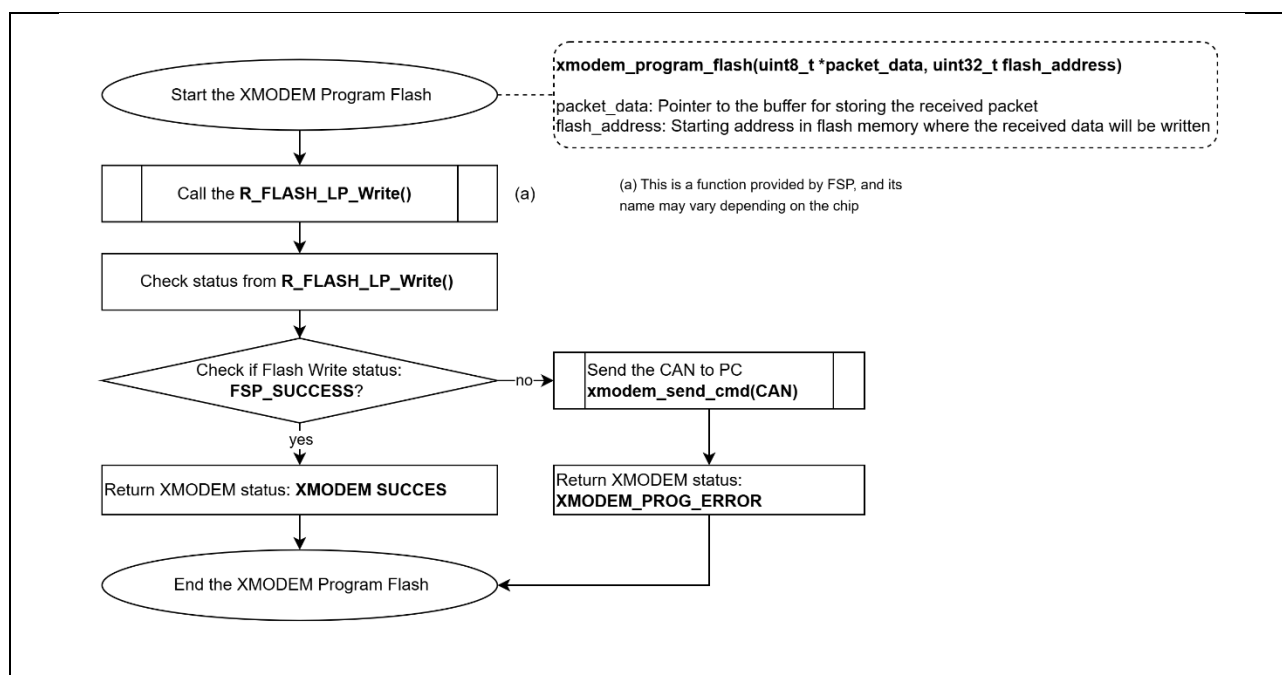 Start the XMODEM Program Flash
xmodem_program_flash(uint8_t *packet_data, uint32_t flash_address)
packet_data: Pointer to the buffer for storing the received packet
flash_address: Starting address in flash memory where the received data will be written
Call the R_FLASH_LP_Write()
(a)
(a) This is a function provided by FSP, and its
name may vary depending on the chip
Check status from R_FLASH_LP_Write()
Check if Flash Write status:
FSP_SUCCESS?
no
Send the CAN to PC
xmodem_send_cmd(CAN)
yes
Return XMODEM status: XMODEM SUCCES
Return XMODEM status:
XMODEM_PROG_ERROR
End the XMODEM Program Flash